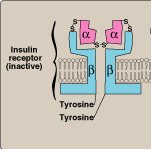 S S
S S
α α
S-S
Insulin
receptor
(inactive)
β β
Tyrosine
Tyrosine